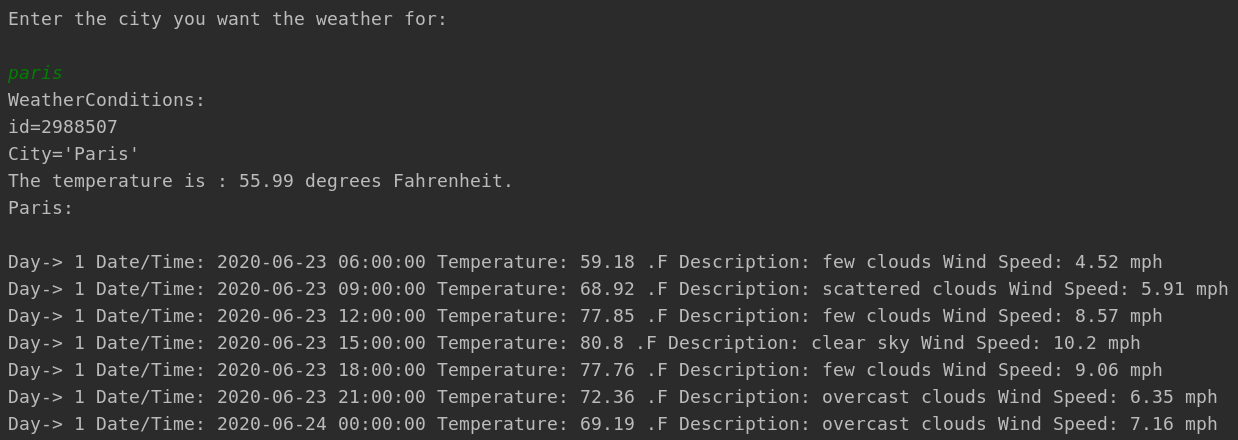 Enter the city you want the weather for:
paris
WeatherConditions:
id=2988507
City='Paris'
The temperature is : 55.99 degrees Fahrenheit.
Paris:
Day-> 1 Date/Time: 2020-06-23 06:00:00 Temperature: 59.18 .F Description: few clouds Wind Speed: 4.52 mph
Day-> 1 Date/Time: 2020-06-23 09:00:00 Temperature: 68.92 .F Description: scattered clouds Wind Speed: 5.91 mph
Day-> 1 Date/Time: 2020-06-23 12:00:00 Temperature: 77.85 .F Description: few clouds Wind Speed: 8.57 mph
Day-> 1 Date/Time: 2020-06-23 15:00:00 Temperature: 80.8 .F Description: clear sky Wind Speed: 10.2 mph
Day-> 1 Date/Time: 2020-06-23 18:00:00 Temperature: 77.76 .F Description: few clouds Wind Speed: 9.06 mph
Day-> 1 Date/Time: 2020-06-23 21:00:00 Temperature: 72.36 .F Description: overcast clouds Wind Speed: 6.35 mph
Day-> 1 Date/Time: 2020-06-24 00:00:00 Temperature: 69.19 .F Description: overcast clouds Wind Speed: 7.16 mph